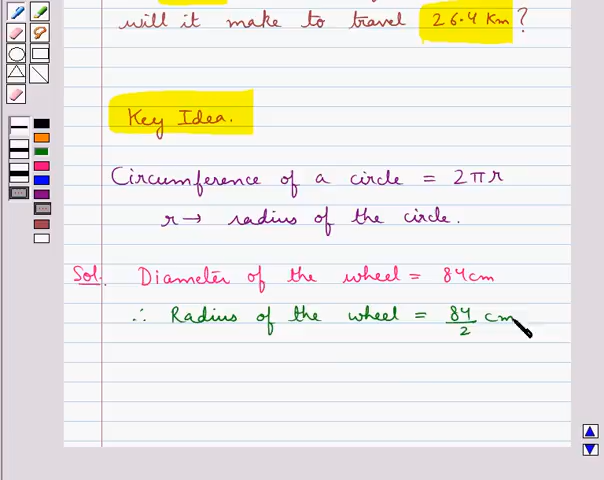 will it make to travel 26.4 Km?
Key Idea.
Circumference of a circle = 2πr
r → radius of the circle.
Sol. Diameter of the wheel = 84cm
∴ Radius of the wheel = 84/2 cm